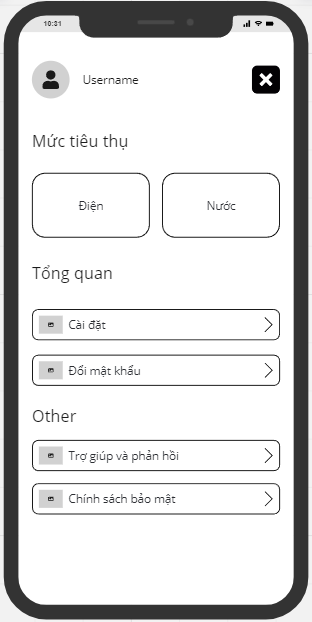 10:31
Username
Mức tiêu thụ
Điện
Nước
Tổng quan
Cài đặt
Đổi mật khẩu
Other
Trợ giúp và phản hồi
Chính sách bảo mật